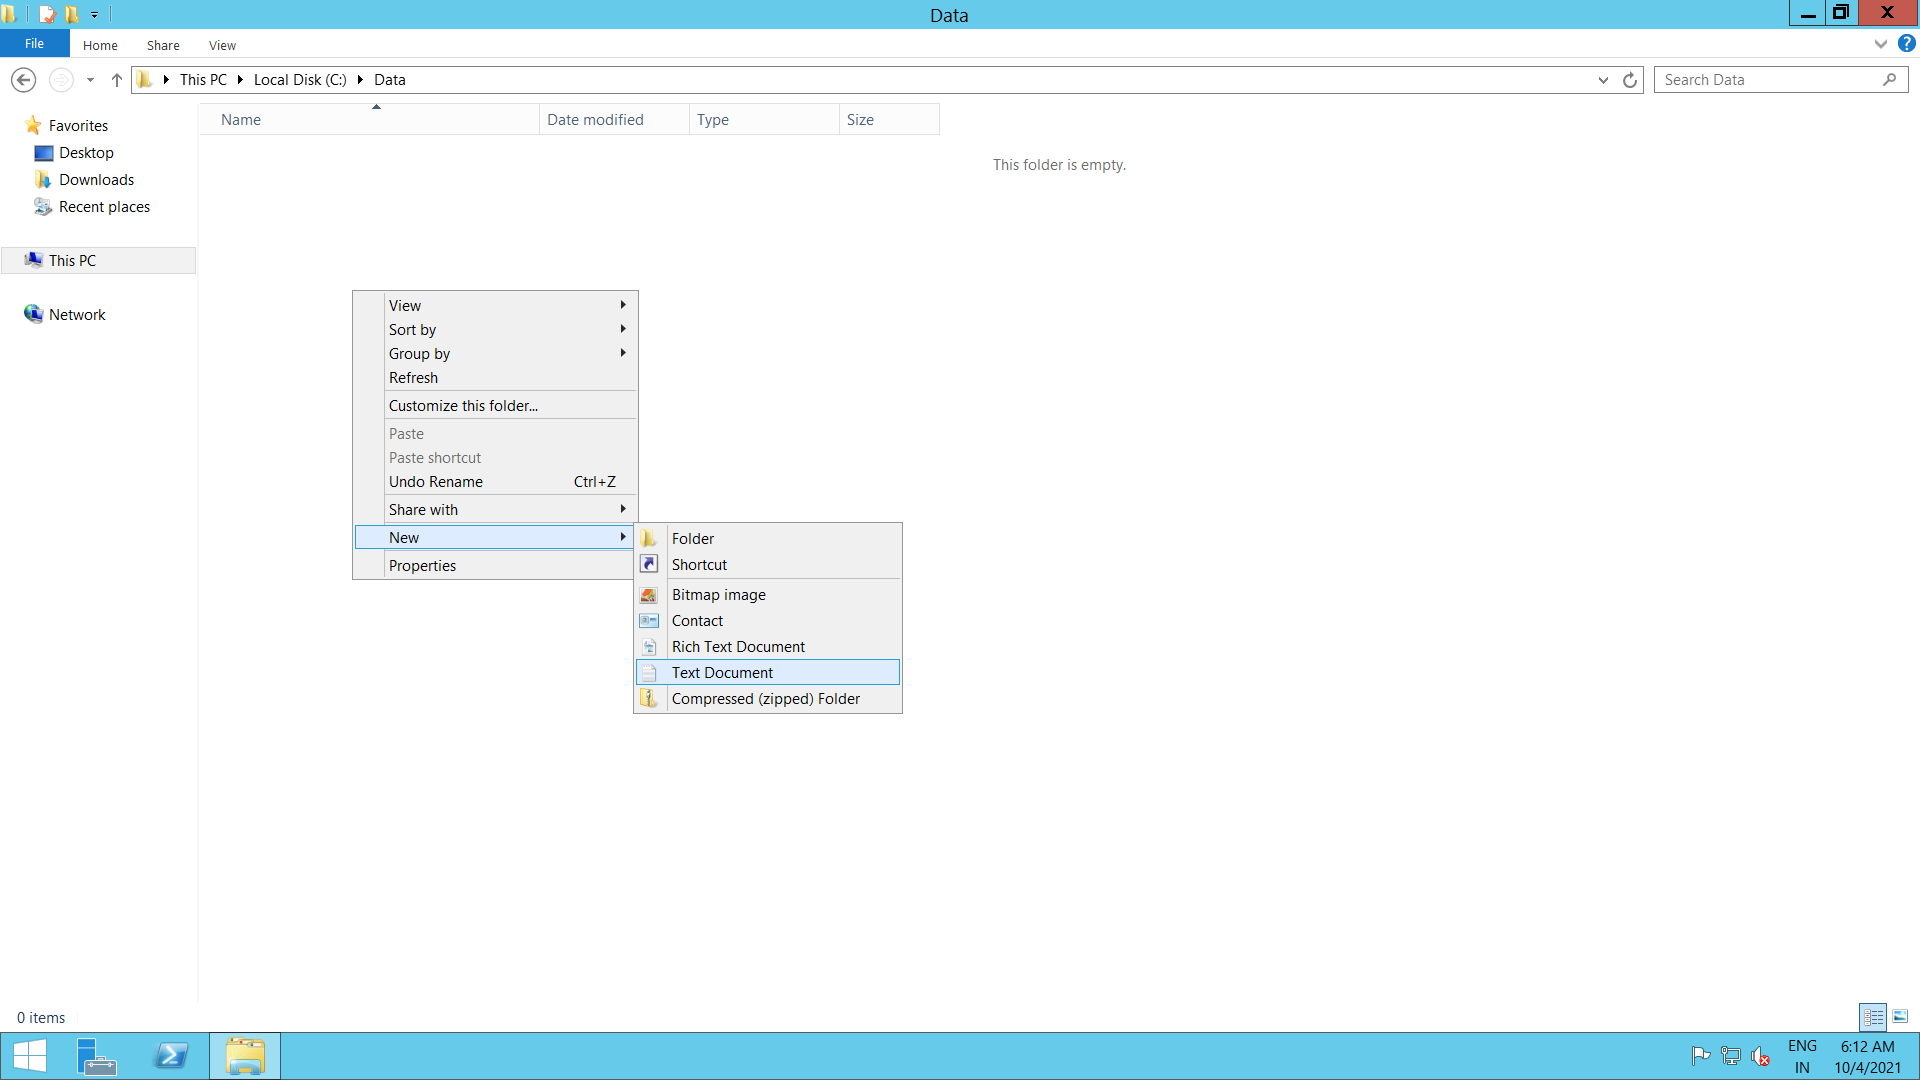 Data
File Home Share View
This PC Local Disk (C:) Data
Search Data
Name Date modified Type Size
This folder is empty.
Favorites
Desktop
Downloads
Recent places
This PC
Network
View
Sort by
Group by
Refresh
Customize this folder...
Paste
Paste shortcut
Undo Rename Ctrl+Z
Share with
New
Properties
Folder
Shortcut
Bitmap image
Contact
Rich Text Document
Text Document
Compressed (zipped) Folder
0 items
ENG 6:12 AM
IN 10/4/2021